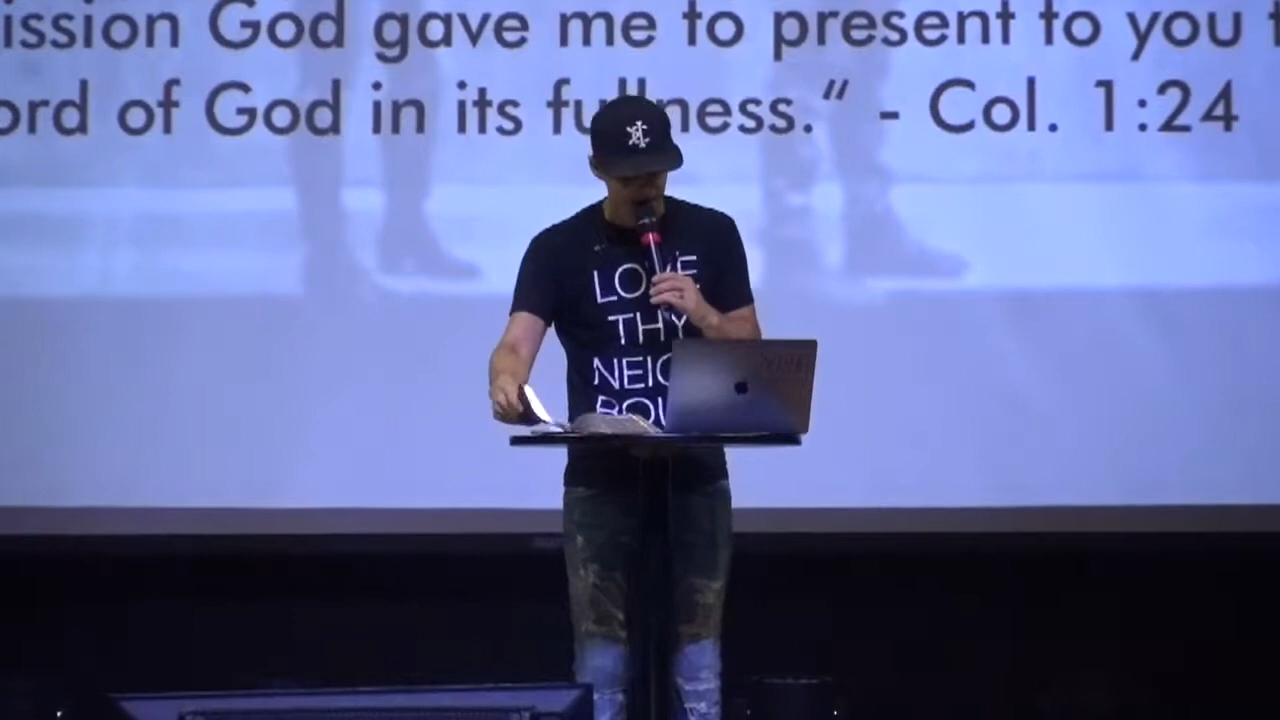 ission God gave me to present to you t
ord of God in its fullness.“ - Col. 1:24
LOVE
THY
NEIG
BOU